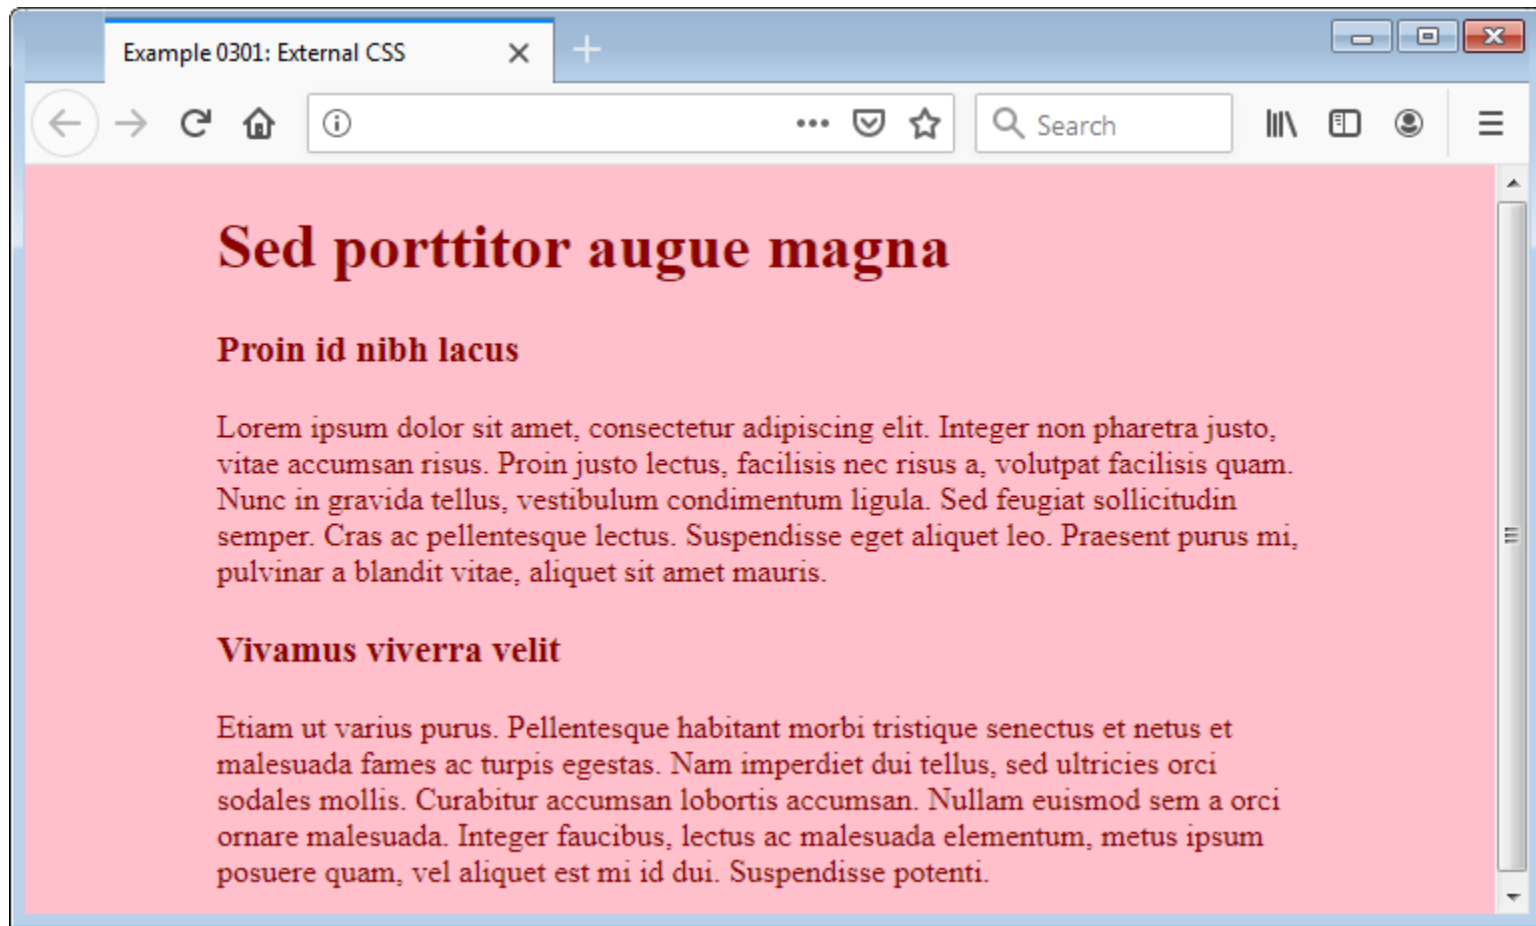 Example 0301: External CSS
Search
Sed porttitor augue magna
Proin id nibh lacus
Lorem ipsum dolor sit amet, consectetur adipiscing elit. Integer non pharetra justo,
vitae accumsan risus. Proin justo lectus, facilisis nec risus a, volutpat facilisis quam.
Nunc in gravida tellus, vestibulum condimentum ligula. Sed feugiat sollicitudin
semper. Cras ac pellentesque lectus. Suspendisse eget aliquet leo. Praesent purus mi,
pulvinar a blandit vitae, aliquet sit amet mauris.
Vivamus viverra velit
Etiam ut varius purus. Pellentesque habitant morbi tristique senectus et netus et
malesuada fames ac turpis egestas. Nam imperdiet dui tellus, sed ultricies orci
sodales mollis. Curabitur accumsan lobortis accumsan. Nullam euismod sem a orci
ornare malesuada. Integer faucibus, lectus ac malesuada elementum, metus ipsum
posuere quam, vel aliquet est mi id dui. Suspendisse potenti.